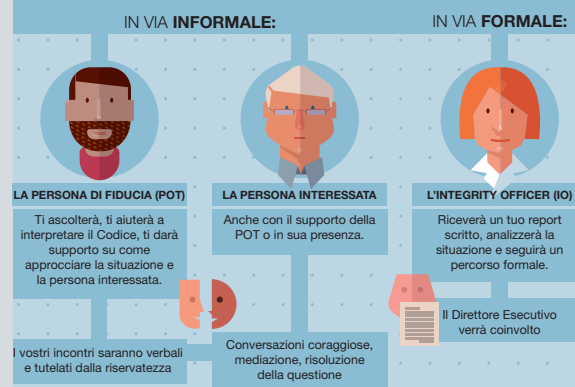 IN VIA INFORMALE:
IN VIA FORMALE:
LA PERSONA DI FIDUCIA (POT)
Ti ascolterà, ti aiuterà a
interpretare il Codice, ti darà
supporto su come
approcciare la situazione e
la persona interessata.
I vostri incontri saranno verbali
e tutelati dalla riservatezza
LA PERSONA INTERESSATA
Anche con il supporto della
POT o in sua presenza.
Conversazioni coraggiose,
mediazione, risoluzione
della questione
L'INTEGRITY OFFICER (IO)
Riceverà un tuo report
scritto, analizzerà la
situazione e seguirà un
percorso formale.
Il Direttore Esecutivo
verrà coinvolto